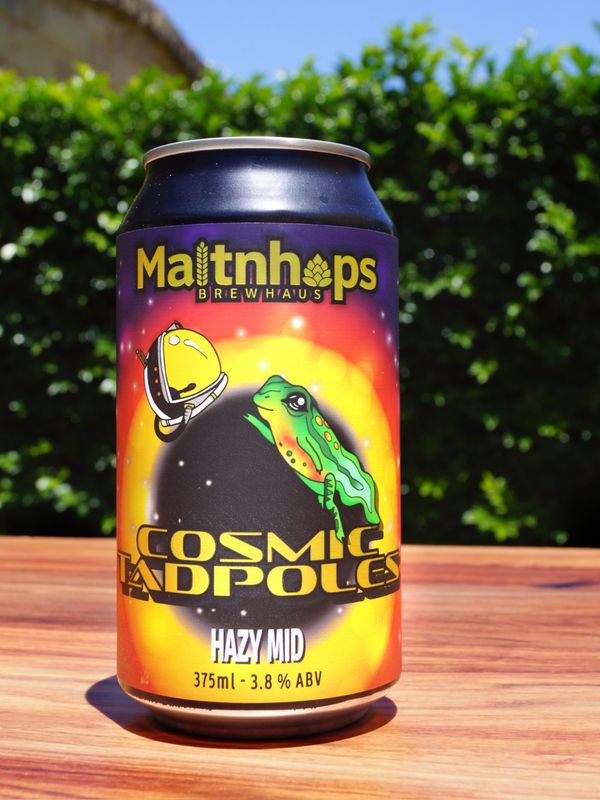 Maltnhops
BREWHAUS
COSMIC
TADPOLES
HAZY MID
375ml - 3.8 % ABV